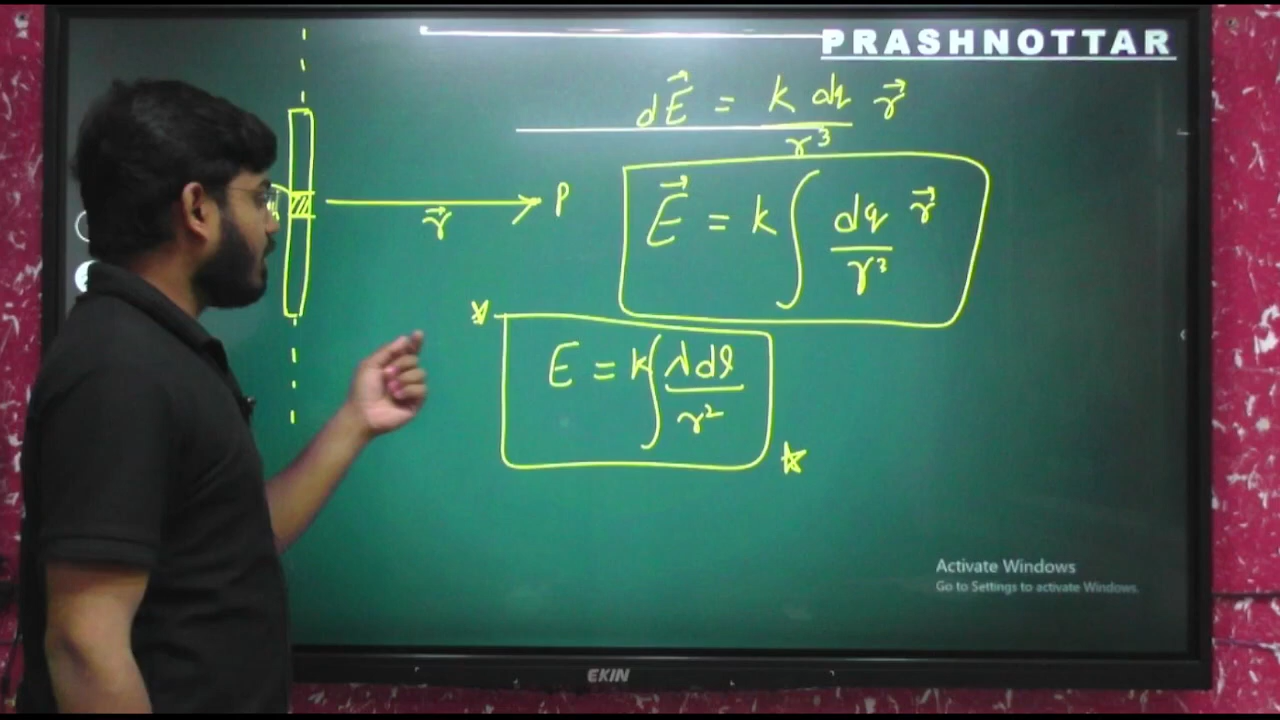 PRASHNOTTAR
dE⃗ = k dq / r³ r⃗
E⃗ = k ∫ dq / r³ r⃗
r⃗
P
E = k ∫ λdl / r²
Activate Windows
Go to Settings to activate Windows.
EKIN